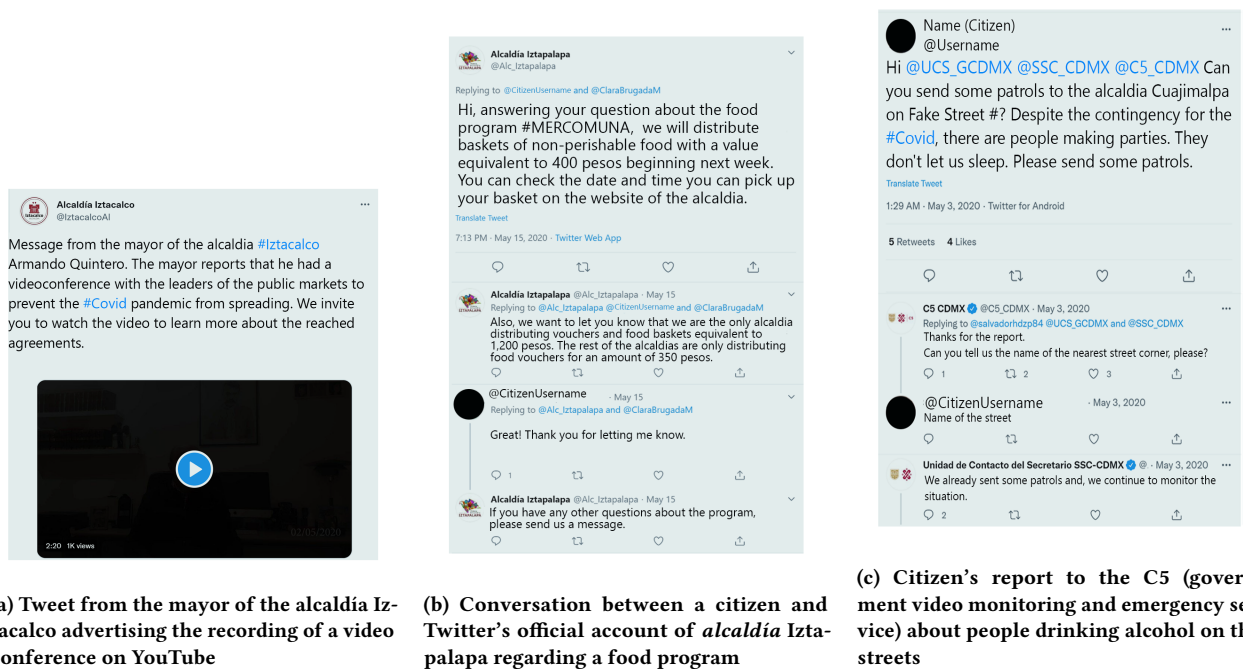 Alcaldía Iztacalco
@IztacalcoAl
Message from the mayor of the alcaldia #Iztacalco
Armando Quintero. The mayor reports that he had a
videoconference with the leaders of the public markets to
prevent the #Covid pandemic from spreading. We invite
you to watch the video to learn more about the reached
agreements.
02/05/2020
2:20 1K views
a) Tweet from the mayor of the alcaldía Iz-
acalco advertising the recording of a video
onference on YouTube
Alcaldía Iztapalapa
@Alc_Iztapalapa
Replying to @CitizenUsername and @ClaraBrugadaM
Hi, answering your question about the food
program #MERCOMUNA, we will distribute
baskets of non-perishable food with a value
equivalent to 400 pesos beginning next week.
You can check the date and time you can pick up
your basket on the website of the alcaldia.
Translate Tweet
7:13 PM · May 15, 2020 · Twitter Web App
Alcaldía Iztapalapa @Alc_Iztapalapa · May 15
Replying to @Alc_Iztapalapa @CitizenUsername and @ClaraBrugadaM
Also, we want to let you know that we are the only alcaldia
distributing vouchers and food baskets equivalent to
1,200 pesos. The rest of the alcaldias are only distributing
food vouchers for an amount of 350 pesos.
@CitizenUsername · May 15
Replying to @Alc_Iztapalapa and @ClaraBrugadaM
Great! Thank you for letting me know.
1
Alcaldía Iztapalapa @Alc_Iztapalapa · May 15
If you have any other questions about the program,
please send us a message.
(b) Conversation between a citizen and
Twitter's official account of alcaldía Izta-
palapa regarding a food program
Name (Citizen)
@Username
Hi @UCS_GCDMX @SSC_CDMX @C5_CDMX Can
you send some patrols to the alcaldia Cuajimalpa
on Fake Street #? Despite the contingency for the
#Covid, there are people making parties. They
don't let us sleep. Please send some patrols.
Translate Tweet
1:29 AM · May 3, 2020 · Twitter for Android
5 Retweets 4 Likes
C5 CDMX @C5_CDMX · May 3, 2020
Replying to @salvadorhdzp84 @UCS_GCDMX and @SSC_CDMX
Thanks for the report.
Can you tell us the name of the nearest street corner, please?
1 2 3
@CitizenUsername · May 3, 2020
Name of the street
Unidad de Contacto del Secretario SSC-CDMX @ · May 3, 2020
We already sent some patrols and, we continue to monitor the
situation.
2
(c) Citizen's report to the C5 (govern
ment video monitoring and emergency se
vice) about people drinking alcohol on th
streets